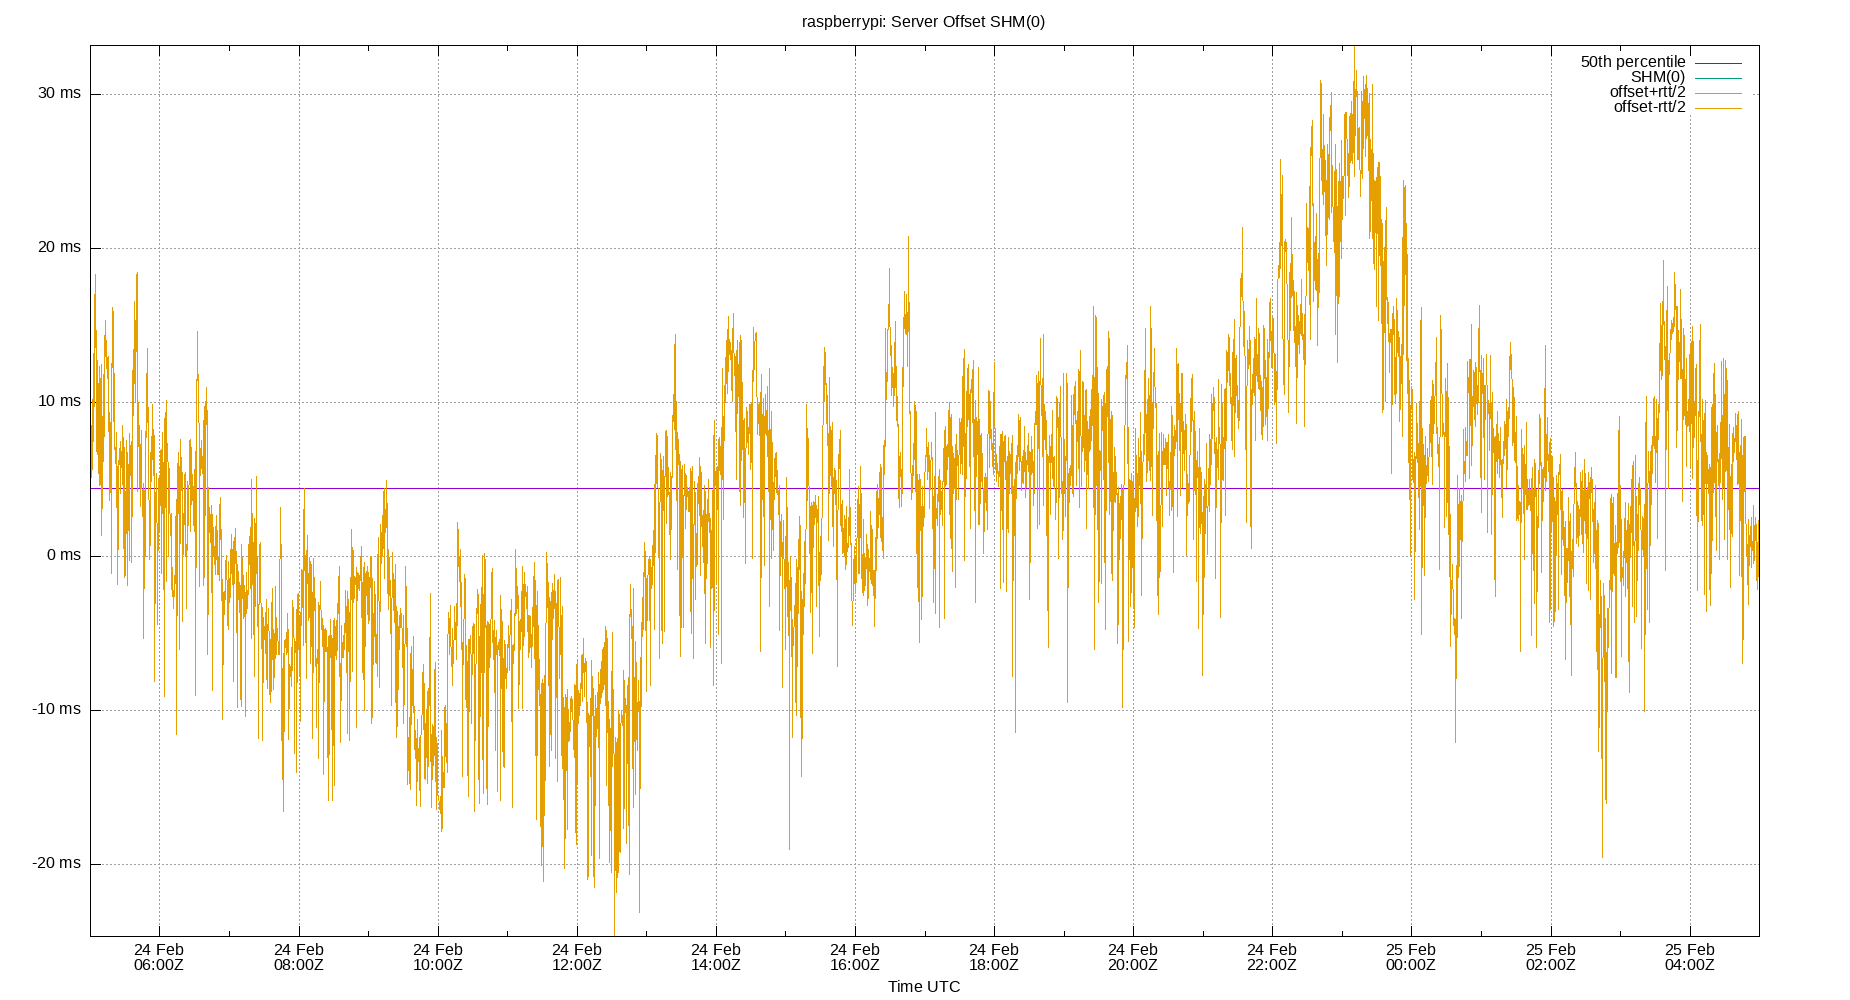 raspberrypi: Server Offset SHM(0)
50th percentile
SHM(0)
offset+rtt/2
offset-rtt/2
30 ms
20 ms
10 ms
0 ms
-10 ms
-20 ms
24 Feb 24 Feb 24 Feb 24 Feb 24 Feb 24 Feb 24 Feb 24 Feb 24 Feb 25 Feb 25 Feb 25 Feb
06:00Z 08:00Z 10:00Z 12:00Z 14:00Z 16:00Z 18:00Z 20:00Z 22:00Z 00:00Z 02:00Z 04:00Z
Time UTC